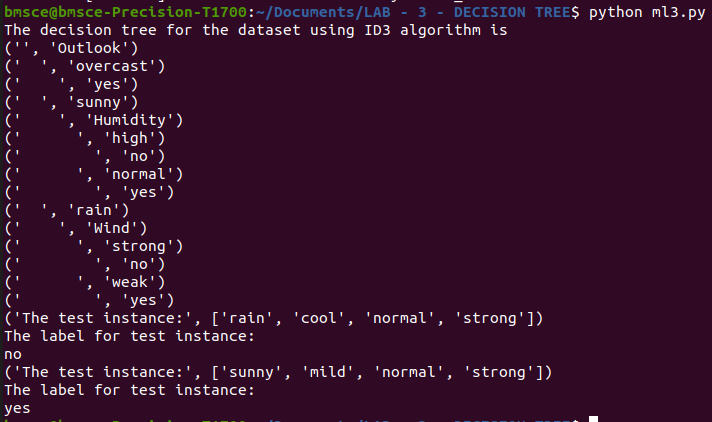 bmsce@bmsce-Precision-T1700:~/Documents/LAB - 3 - DECISION TREE$ python ml3.py
The decision tree for the dataset using ID3 algorithm is
('', 'Outlook')
('  ', 'overcast')
('    ', 'yes')
('  ', 'sunny')
('    ', 'Humidity')
('      ', 'high')
('        ', 'no')
('      ', 'normal')
('        ', 'yes')
('  ', 'rain')
('    ', 'Wind')
('      ', 'strong')
('        ', 'no')
('      ', 'weak')
('        ', 'yes')
('The test instance:', ['rain', 'cool', 'normal', 'strong'])
The label for test instance:
no
('The test instance:', ['sunny', 'mild', 'normal', 'strong'])
The label for test instance:
yes